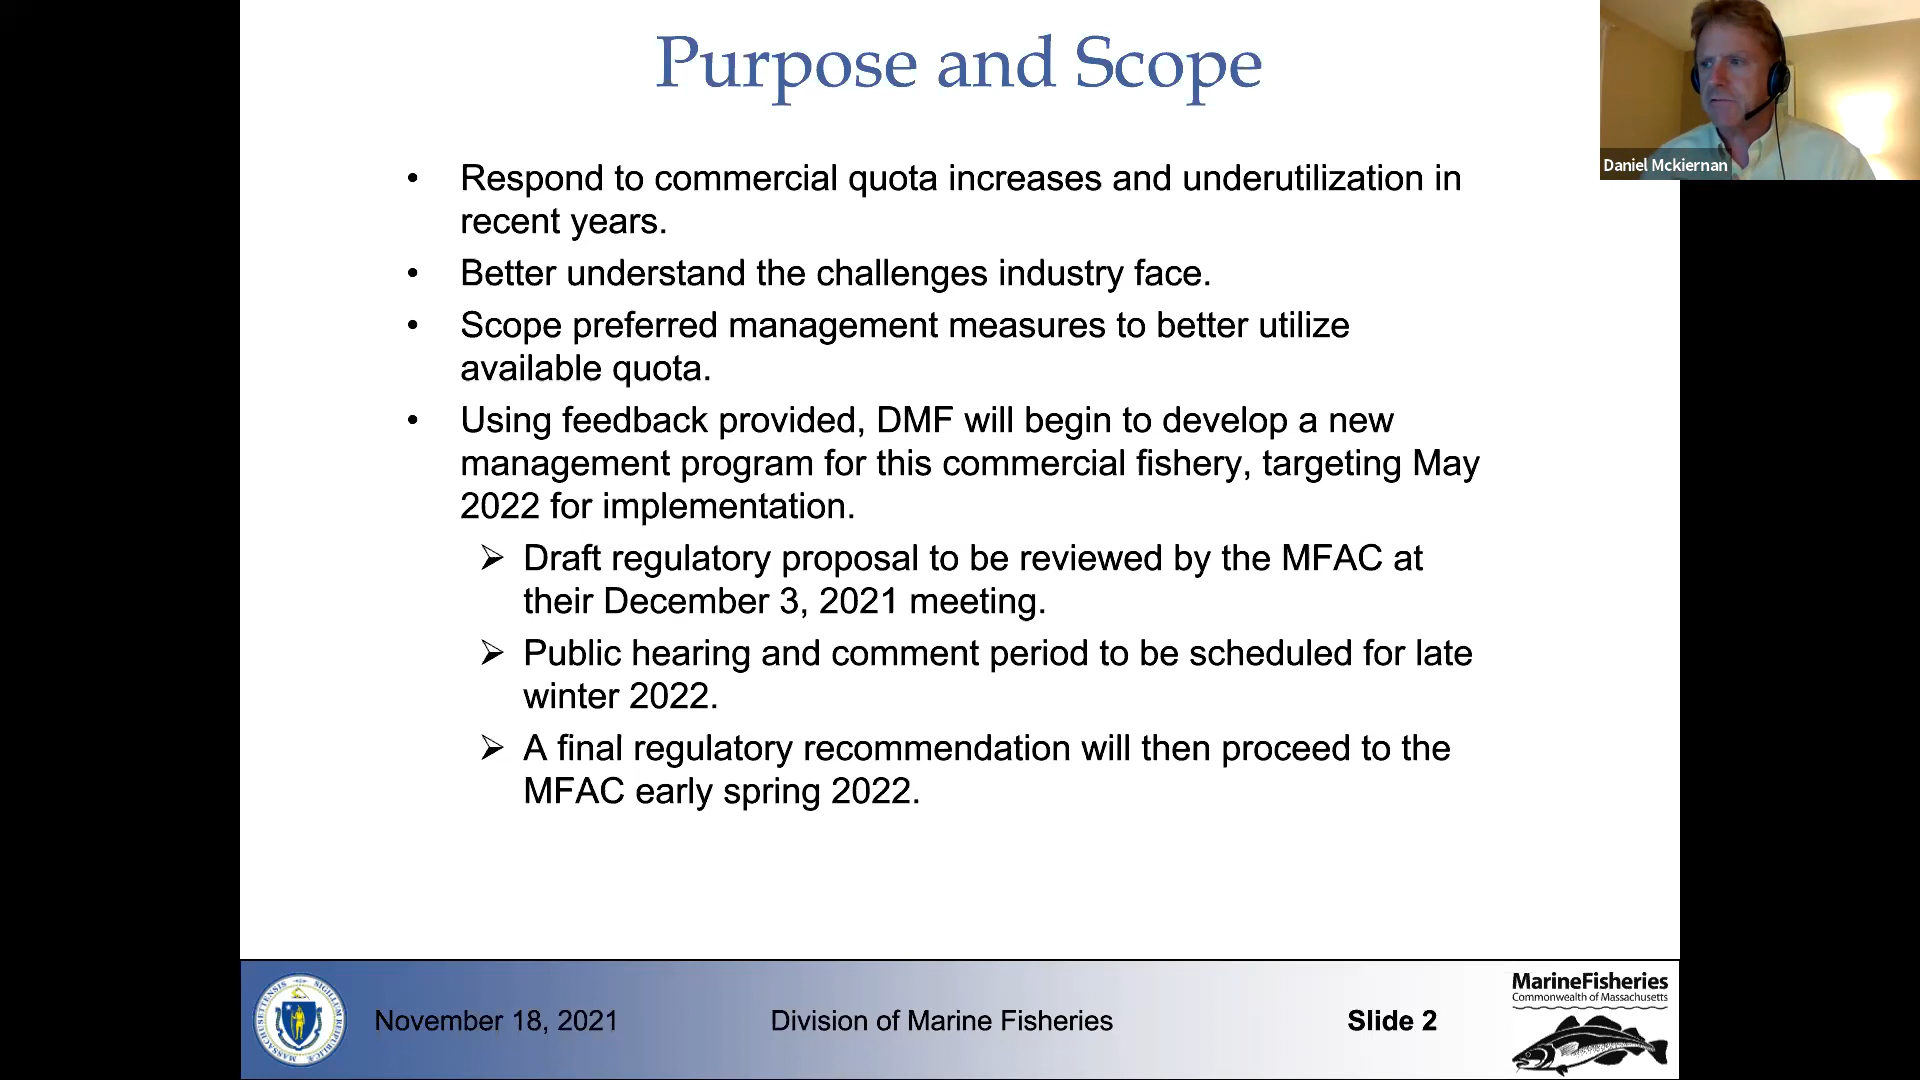 Purpose and Scope
Daniel Mckiernan
• Respond to commercial quota increases and underutilization in
recent years.
• Better understand the challenges industry face.
• Scope preferred management measures to better utilize
available quota.
• Using feedback provided, DMF will begin to develop a new
management program for this commercial fishery, targeting May
2022 for implementation.
➢ Draft regulatory proposal to be reviewed by the MFAC at
their December 3, 2021 meeting.
➢ Public hearing and comment period to be scheduled for late
winter 2022.
➢ A final regulatory recommendation will then proceed to the
MFAC early spring 2022.
November 18, 2021
Division of Marine Fisheries
Slide 2
MarineFisheries
Commonwealth of Massachusetts